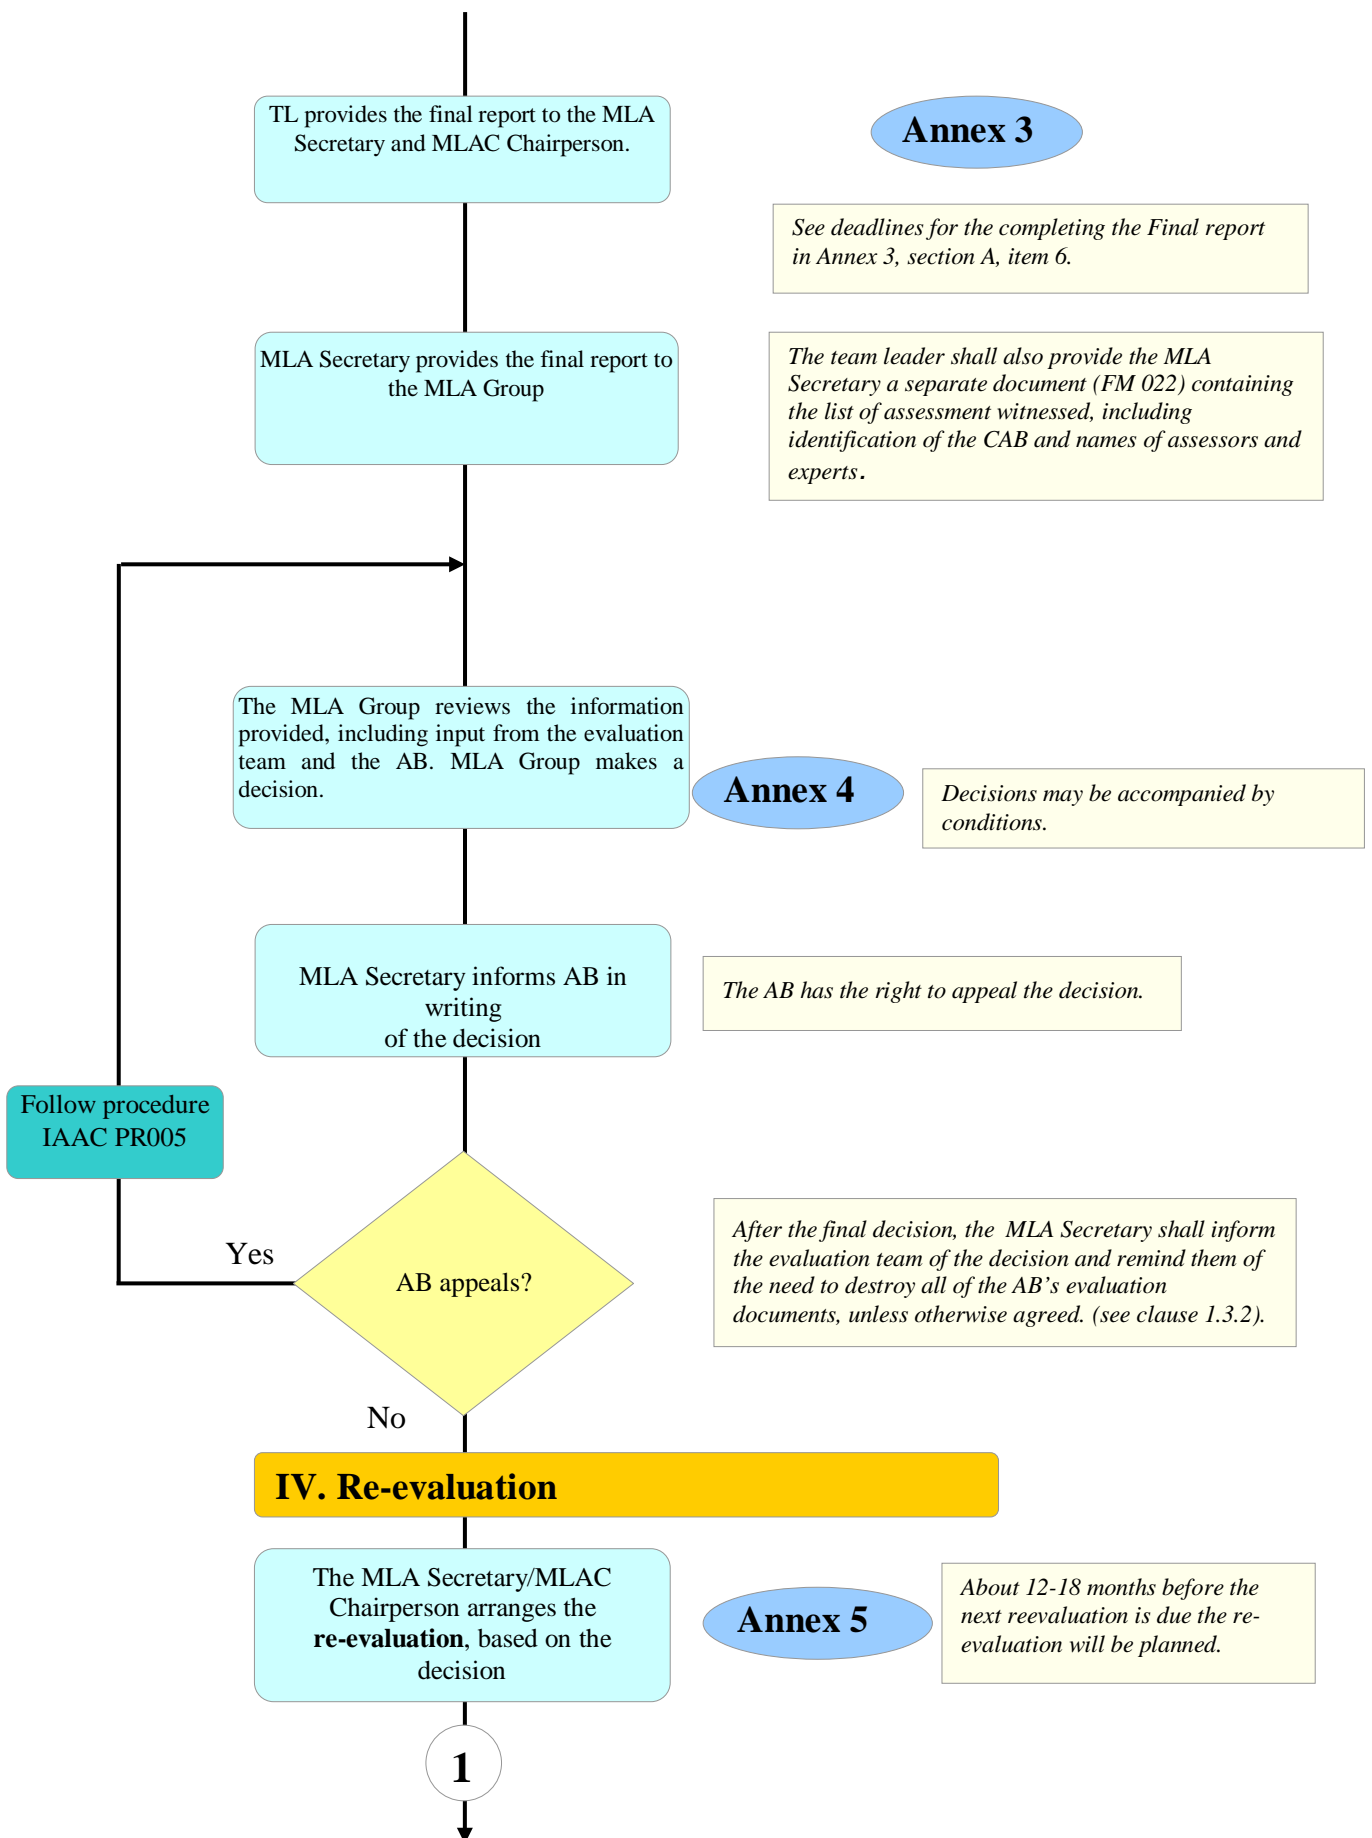 TL provides the final report to the MLA
Secretary and MLAC Chairperson.
Annex 3
See deadlines for the completing the Final report
in Annex 3, section A, item 6.
MLA Secretary provides the final report to
the MLA Group
The team leader shall also provide the MLA
Secretary a separate document (FM 022) containing
the list of assessment witnessed, including
identification of the CAB and names of assessors and
experts.
The MLA Group reviews the information
provided, including input from the evaluation
team and the AB. MLA Group makes a
decision.
Annex 4
Decisions may be accompanied by
conditions.
MLA Secretary informs AB in
writing
of the decision
The AB has the right to appeal the decision.
Follow procedure
IAAC PR005
Yes
AB appeals?
After the final decision, the  MLA Secretary shall inform
the evaluation team of the decision and remind them of
the need to destroy all of the AB’s evaluation
documents, unless otherwise agreed. (see clause 1.3.2).
No
IV. Re-evaluation
The MLA Secretary/MLAC
Chairperson arranges the
re-evaluation, based on the
decision
Annex 5
About 12-18 months before the
next reevaluation is due the re-
evaluation will be planned.
1